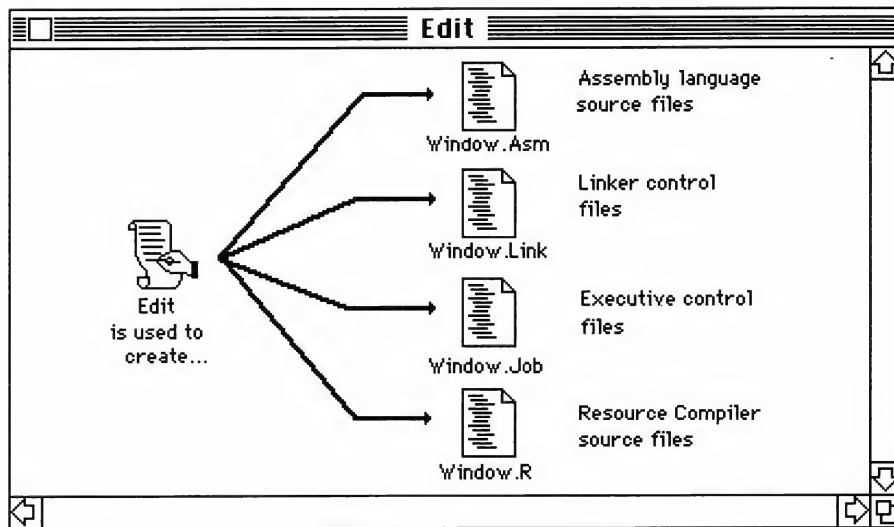 Edit
Assembly language
source files
Window.Asm
Linker control
files
Window.Link
Edit
is used to
create...
Executive control
files
Window.Job
Resource Compiler
source files
Window.R